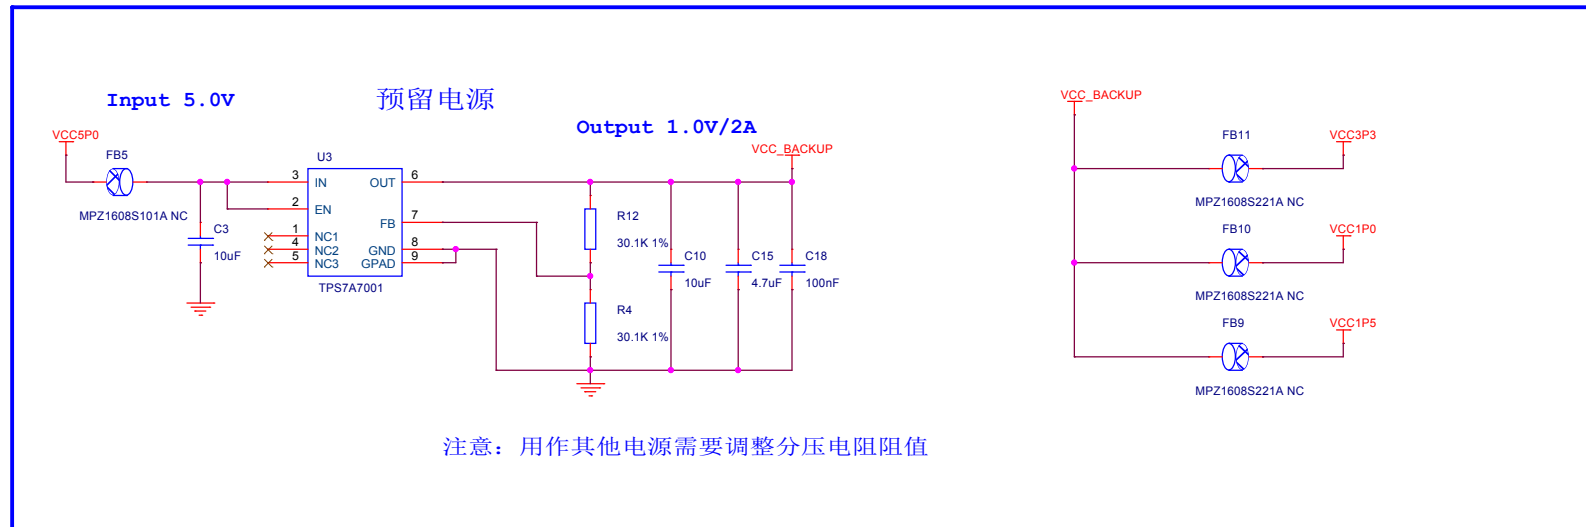 Input 5.0V
预留电源
Output 1.0V/2A
VCC5P0
FB5
MPZ1608S101A NC
C3
10uF
U3
3 IN
2 EN
1 NC1
4 NC2
5 NC3
OUT 6
FB 7
GND 8
GPAD 9
TPS7A7001
R12
30.1K 1%
R4
30.1K 1%
C10
10uF
C15
4.7uF
C18
100nF
VCC_BACKUP
VCC_BACKUP
FB11
VCC3P3
MPZ1608S221A NC
FB10
VCC1P0
MPZ1608S221A NC
FB9
VCC1P5
MPZ1608S221A NC
注意：用作其他电源需要调整分压电阻阻值